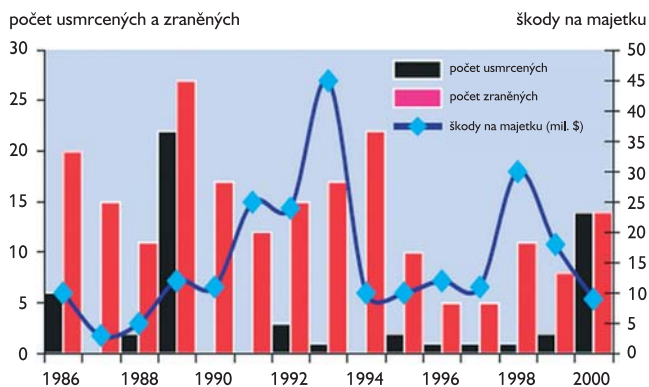 počet usmrcených a zraněných škody na majetku
30 50
45
25 40
20 35
30
15 25
20
10 15
10
5 5
0 0
počet usmrcených
počet zraněných
škody na majetku (mil. $)
1986 1988 1990 1992 1994 1996 1998 2000